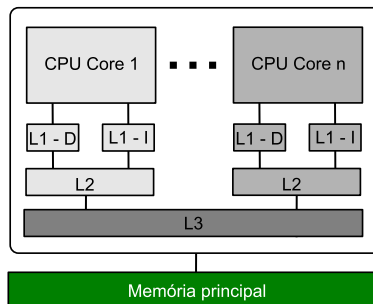 CPU Core 1
CPU Core n
L1 - D
L1 - I
L1 - D
L1 - I
L2
L2
L3
Memória principal